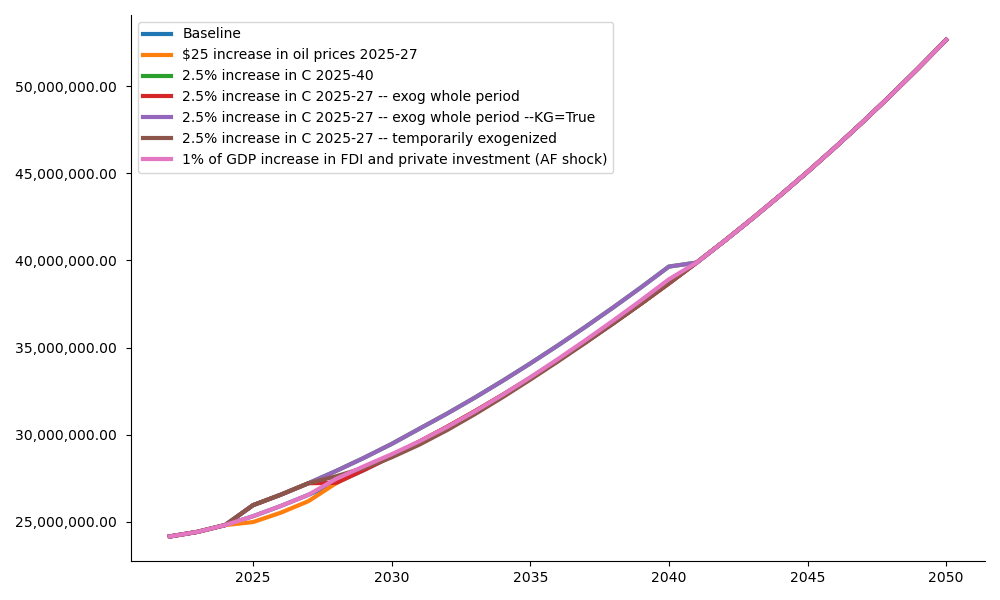 Baseline
$25 increase in oil prices 2025-27
2.5% increase in C 2025-40
2.5% increase in C 2025-27 -- exog whole period
2.5% increase in C 2025-27 -- exog whole period --KG=True
2.5% increase in C 2025-27 -- temporarily exogenized
1% of GDP increase in FDI and private investment (AF shock)
50,000,000.00
45,000,000.00
40,000,000.00
35,000,000.00
30,000,000.00
25,000,000.00
2025 2030 2035 2040 2045 2050